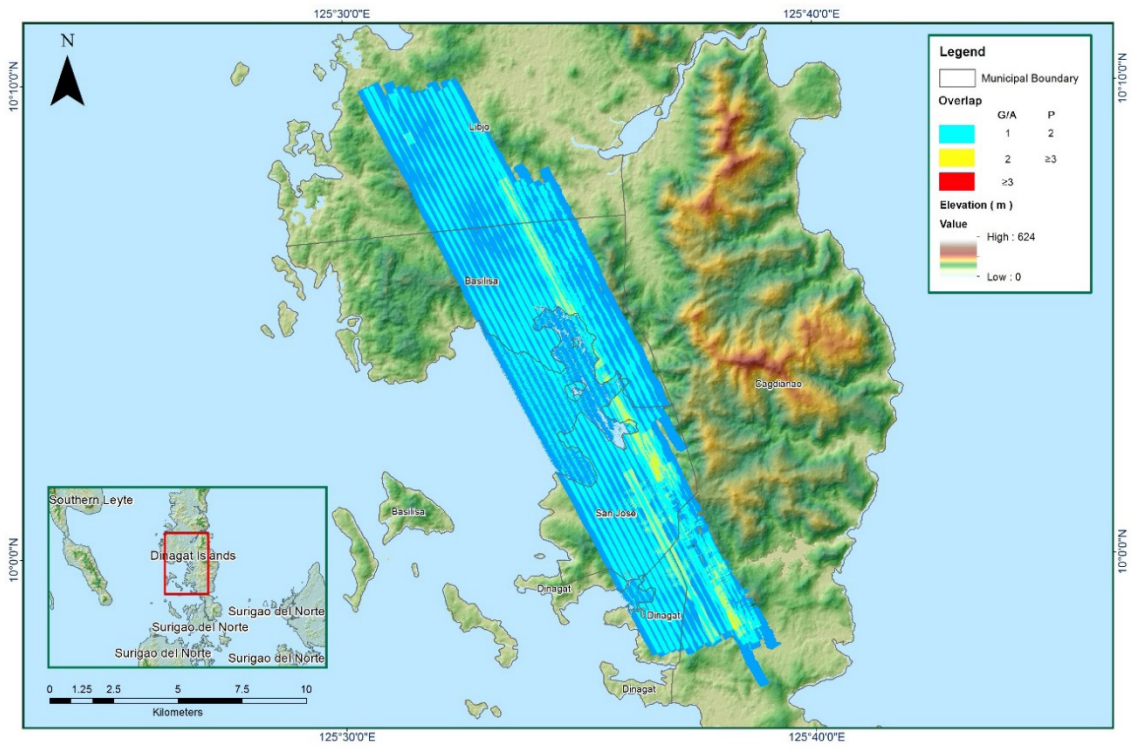 125°30'0"E
125°40'0"E
N
10°10'0"N
10°10'0"N
Legend
Municipal Boundary
Overlap
G/A P
1 2
2 ≥3
≥3
Elevation ( m )
Value
High : 624
Low : 0
Libjo
Basilisa
Cagdianao
Basilisa
San Jose
Dinagat
Dinagat
Dinagat
10°0'0"N
10°0'0"N
Southern Leyte
Dinagat Islands
Surigao del Norte
Surigao del Norte
Surigao del Norte
Surigao del Norte
0 1.25 2.5 5 7.5 10
Kilometers
125°30'0"E
125°40'0"E